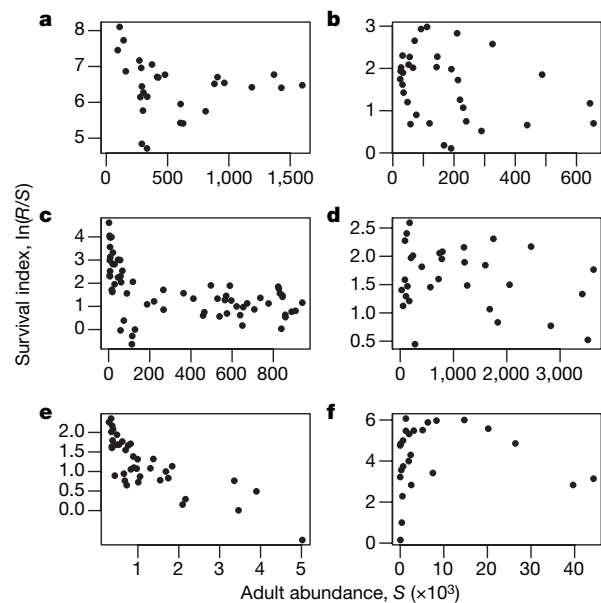 a
8
7
6
5
0 500 1,000 1,500
b
3
2
1
0
0 200 400 600
c
4
3
2
1
0
0 200 400 600 800
d
2.5
2.0
1.5
1.0
0.5
0 1,000 2,000 3,000
e
2.0
1.5
1.0
0.5
0.0
1 2 3 4 5
f
6
4
2
0
0 10 20 30 40
Survival index, ln(R/S)
Adult abundance, S (×10³)